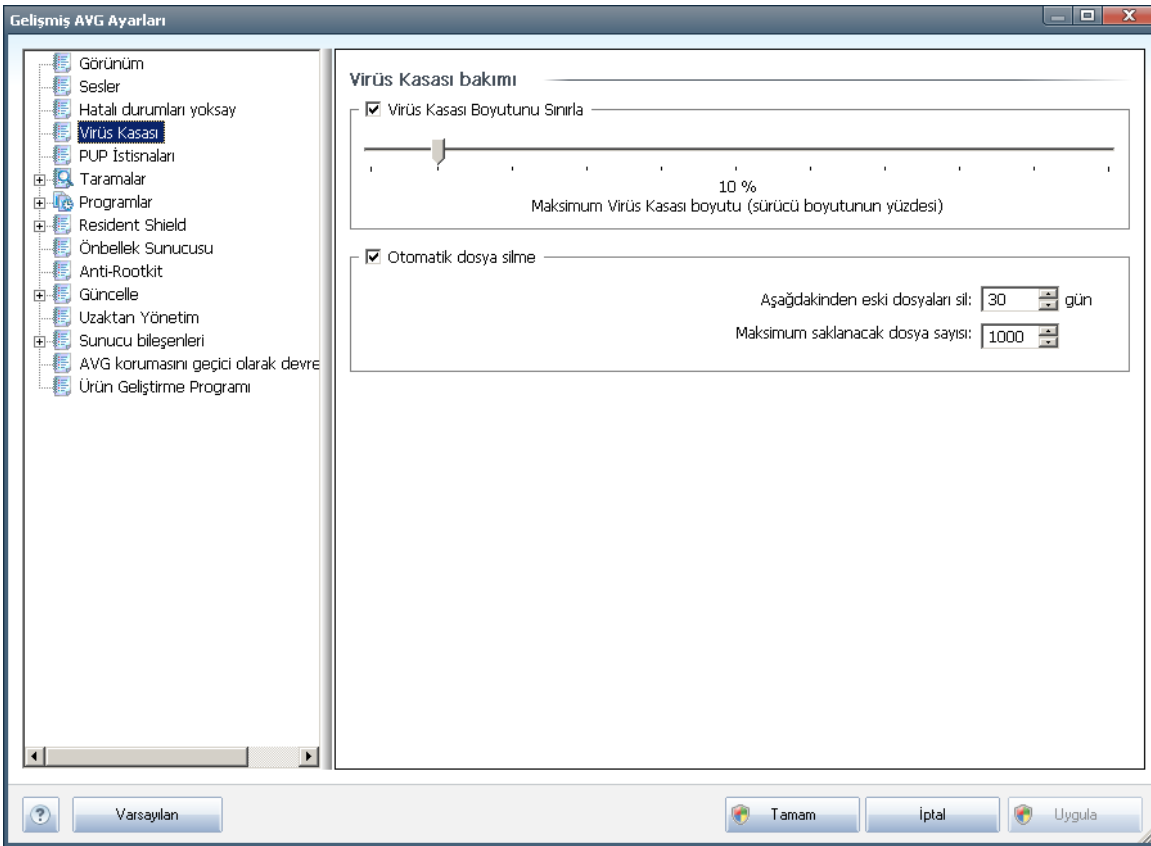 Gelişmiş AVG Ayarları
Görünüm
Sesler
Hatalı durumları yoksay
Virüs Kasası
PUP İstisnaları
Taramalar
Programlar
Resident Shield
Önbellek Sunucusu
Anti-Rootkit
Güncelle
Uzaktan Yönetim
Sunucu bileşenleri
AVG korumasını geçici olarak devre
Ürün Geliştirme Programı
Virüs Kasası bakımı
Virüs Kasası Boyutunu Sınırla
10 %
Maksimum Virüs Kasası boyutu (sürücü boyutunun yüzdesi)
Otomatik dosya silme
Aşağdakinden eski dosyaları sil: 30 gün
Maksimum saklanacak dosya sayısı: 1000
? Varsayılan Tamam İptal Uygula